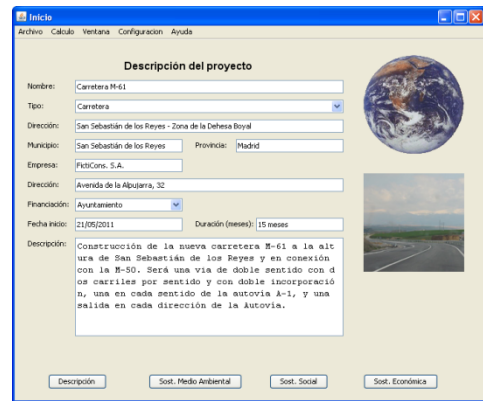 Inicio
Archivo Calculo Ventana Configuracion Ayuda
Descripción del proyecto
Nombre: Carretera M-61
Tipo: Carretera
Dirección: San Sebastián de los Reyes - Zona de la Dehesa Boyal
Municipio: San Sebastián de los Reyes Provincia: Madrid
Empresa: FictiCons. S.A.
Dirección: Avenida de la Alpujarra, 32
Financiación: Ayuntamiento
Fecha inicio: 21/05/2011 Duración (meses): 15 meses
Descripción: Construcción de la nueva carretera M-61 a la alt
ura de San Sebastián de los Reyes y en conexión
con la M-50. Será una via de doble sentido con d
os carriles por sentido y con doble incorporació
n, una en cada sentido de la autovía A-1, y una
salida en cada dirección de la Autovía.
Descripción Sost. Medio Ambiental Sost. Social Sost. Económica